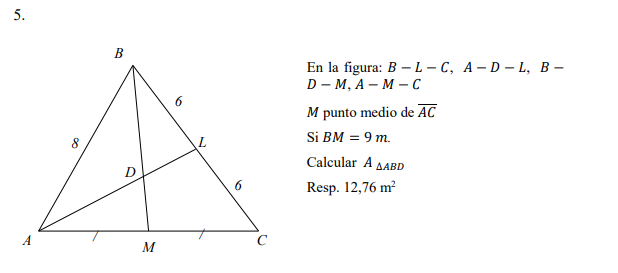 5.
B
En la figura: B – L – C, A – D – L, B –
D – M, A – M – C
6
M punto medio de \overline{AC}
Si BM = 9 m.
8
L
Calcular A ΔABD
D
6
Resp. 12,76 m²
A
M
C